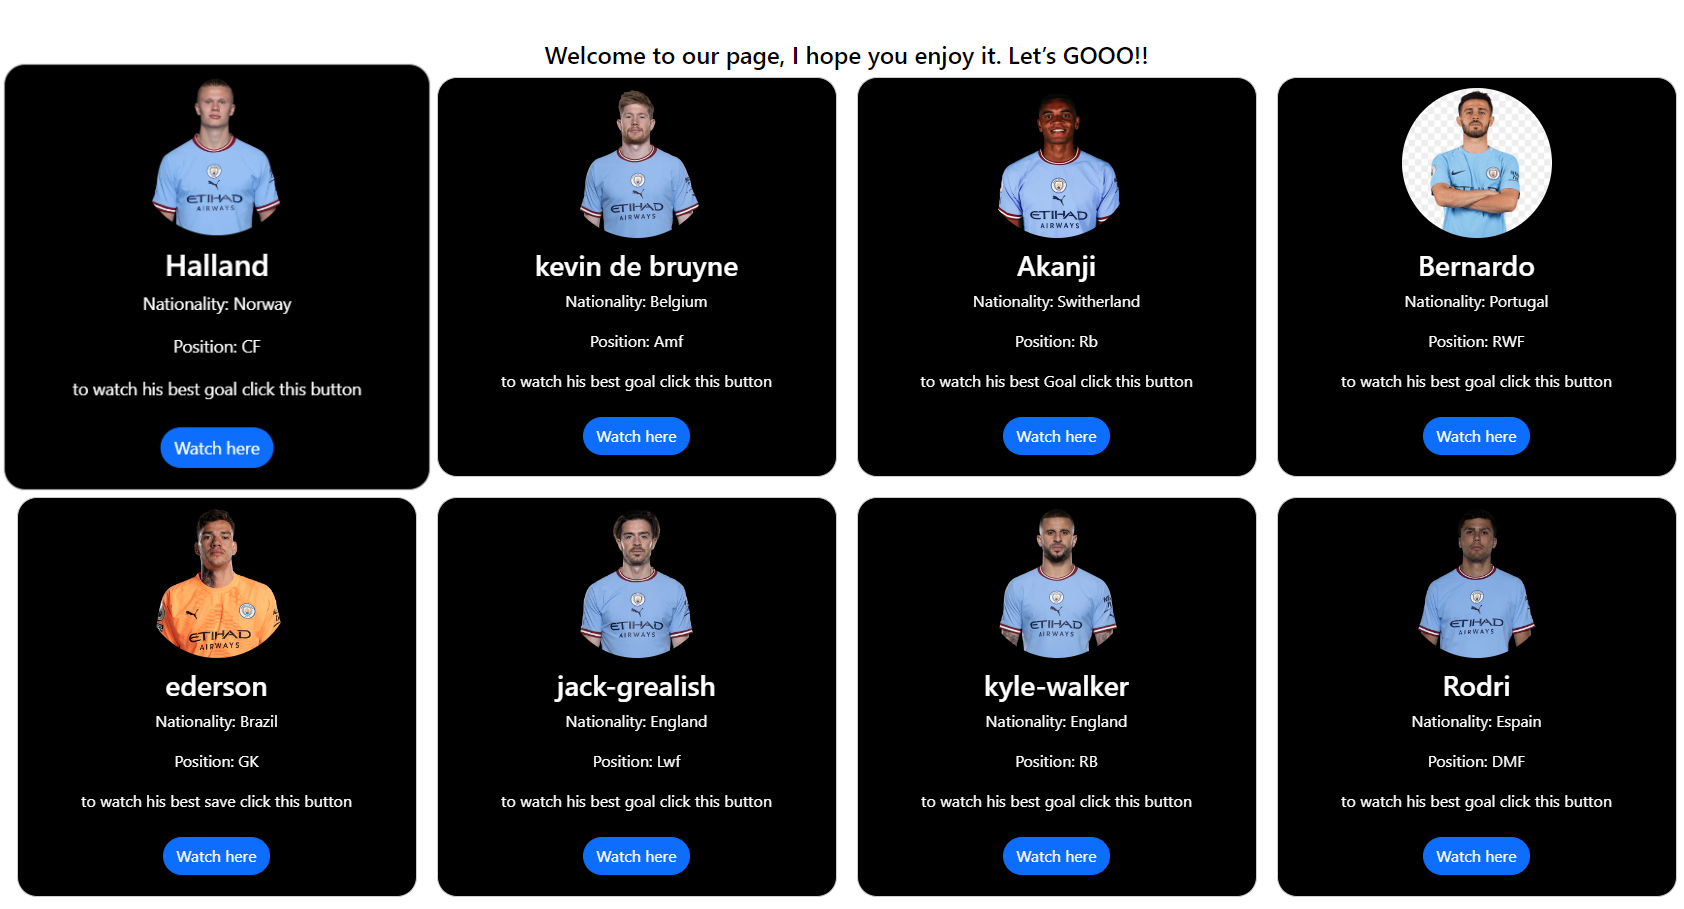 Welcome to our page, I hope you enjoy it. Let's GOOO!!
ETIHAD
AIRWAYS
Halland
Nationality: Norway
Position: CF
to watch his best goal click this button
Watch here
ETIHAD
AIRWAYS
kevin de bruyne
Nationality: Belgium
Position: Amf
to watch his best goal click this button
Watch here
ETIHAD
AIRWAYS
Akanji
Nationality: Switherland
Position: Rb
to watch his best Goal click this button
Watch here
Bernardo
Nationality: Portugal
Position: RWF
to watch his best goal click this button
Watch here
ETIHAD
AIRWAYS
ederson
Nationality: Brazil
Position: GK
to watch his best save click this button
Watch here
ETIHAD
AIRWAYS
jack-grealish
Nationality: England
Position: Lwf
to watch his best goal click this button
Watch here
ETIHAD
AIRWAYS
kyle-walker
Nationality: England
Position: RB
to watch his best goal click this button
Watch here
ETIHAD
AIRWAYS
Rodri
Nationality: Espain
Position: DMF
to watch his best goal click this button
Watch here